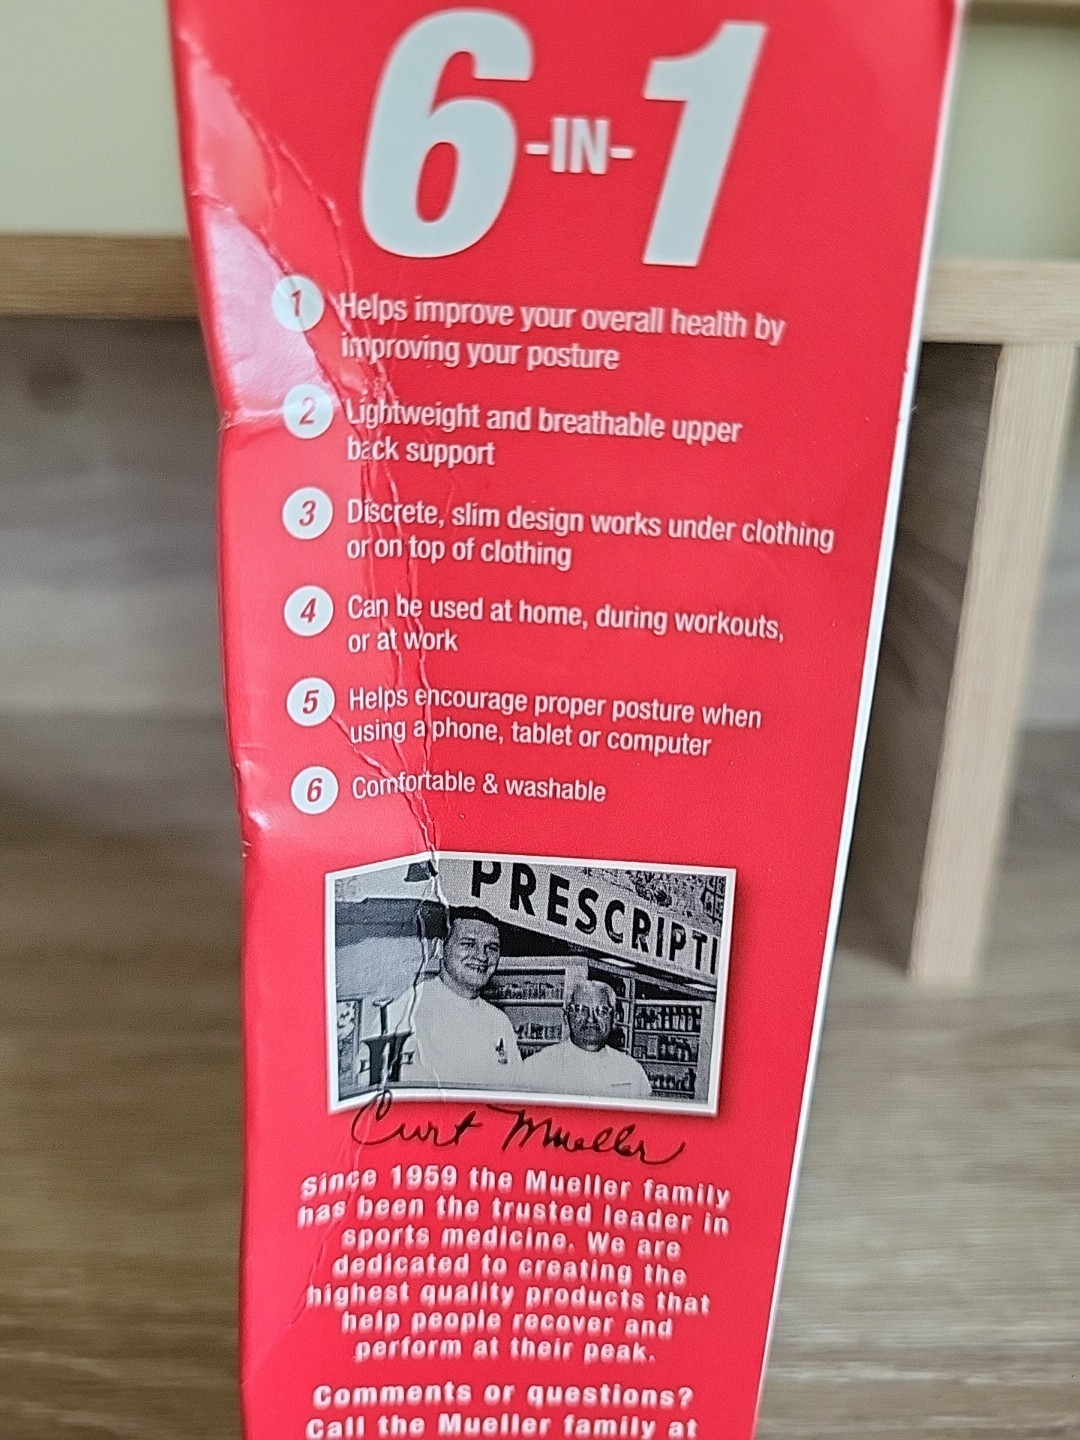 6-IN-1
1 Helps improve your overall health by
improving your posture
2 Lightweight and breathable upper
back support
3 Discrete, slim design works under clothing
or on top of clothing
4 Can be used at home, during workouts,
or at work
5 Helps encourage proper posture when
using a phone, tablet or computer
6 Comfortable & washable
PRESCRIPTI
Curt Mueller
Since 1959 the Mueller family
has been the trusted leader in
sports medicine. We are
dedicated to creating the
highest quality products that
help people recover and
perform at their peak.
Comments or questions?
Call the Mueller family at